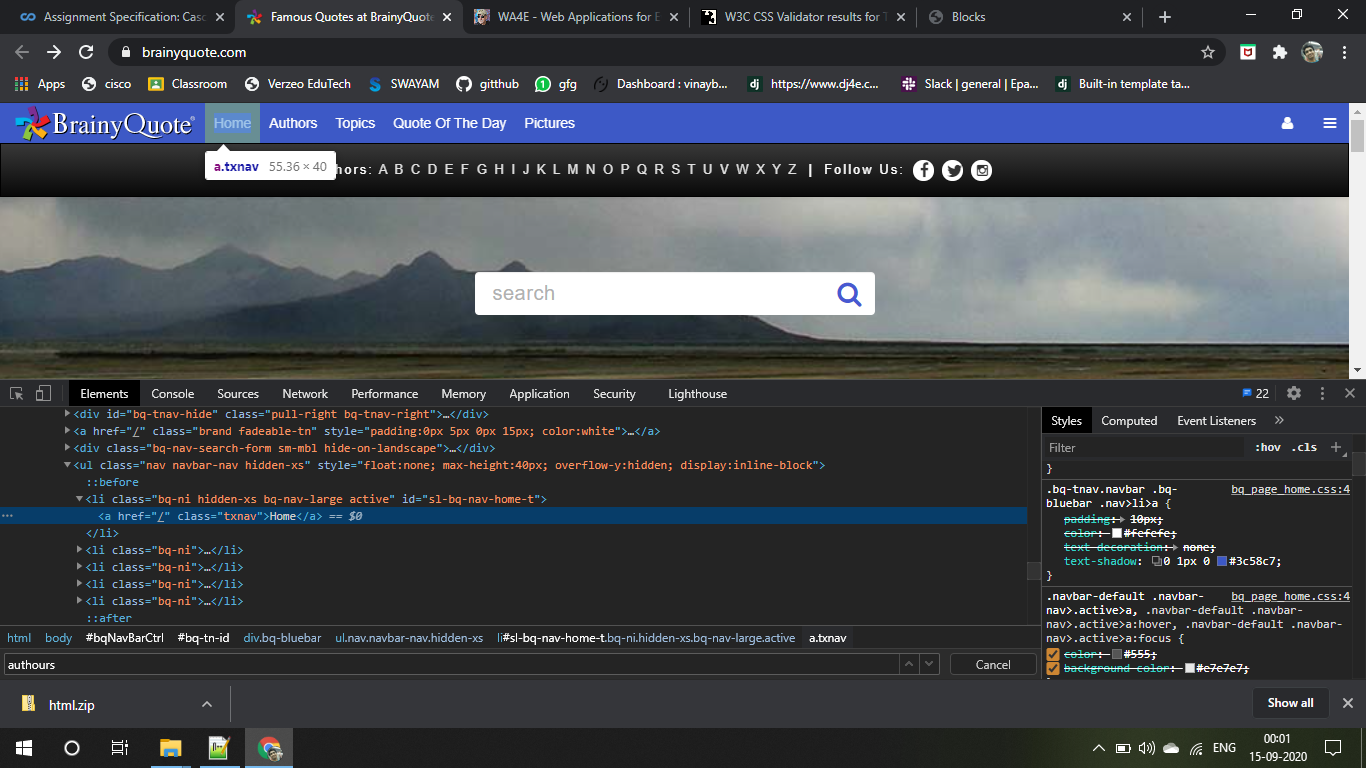 Assignment Specification: Casc
Famous Quotes at BrainyQuote
WA4E - Web Applications for E
W3C CSS Validator results for T
Blocks
brainyquote.com
Apps
cisco
Classroom
Verzeo EduTech
SWAYAM
gitthub
gfg
Dashboard : vinayb...
dj https://www.dj4e.c...
Slack | general | Epa...
dj Built-in template ta...
BrainyQuote®
Home Authors Topics Quote Of The Day Pictures
a.txnav 55.36 × 40
hors: A B C D E F G H I J K L M N O P Q R S T U V W X Y Z | Follow Us:
search
Elements Console Sources Network Performance Memory Application Security Lighthouse
22
<div id="bq-tnav-hide" class="pull-right bq-tnav-right">…</div>
<a href="/" class="brand fadeable-tn" style="padding:0px 5px 0px 15px; color:white">…</a>
<div class="bq-nav-search-form sm-mbl hide-on-landscape">…</div>
<ul class="nav navbar-nav hidden-xs" style="float:none; max-height:40px; overflow-y:hidden; display:inline-block">
::before
<li class="bq-ni hidden-xs bq-nav-large active" id="sl-bq-nav-home-t">
<a href="/" class="txnav">Home</a> == $0
</li>
<li class="bq-ni">…</li>
<li class="bq-ni">…</li>
<li class="bq-ni">…</li>
<li class="bq-ni">…</li>
::after
html body #bqNavBarCtrl #bq-tn-id div.bq-bluebar ul.nav.navbar-nav.hidden-xs li#sl-bq-nav-home-t.bq-ni.hidden-xs.bq-nav-large.active a.txnav
authours
Cancel
Styles Computed Event Listeners »
Filter
:hov .cls +
}
.bq-tnav.navbar .bq-
bq_page_home.css:4
bluebar .nav>li>a {
padding: 10px;
color: #fefefe;
text-decoration: none;
text-shadow: 0 1px 0 #3c58c7;
}
.navbar-default .navbar-
bq_page_home.css:4
nav>.active>a, .navbar-default .navbar-
nav>.active>a:hover, .navbar-default .navbar-
nav>.active>a:focus {
color: #555;
background-color: #e7e7e7;
html.zip
Show all
ENG
00:01
15-09-2020